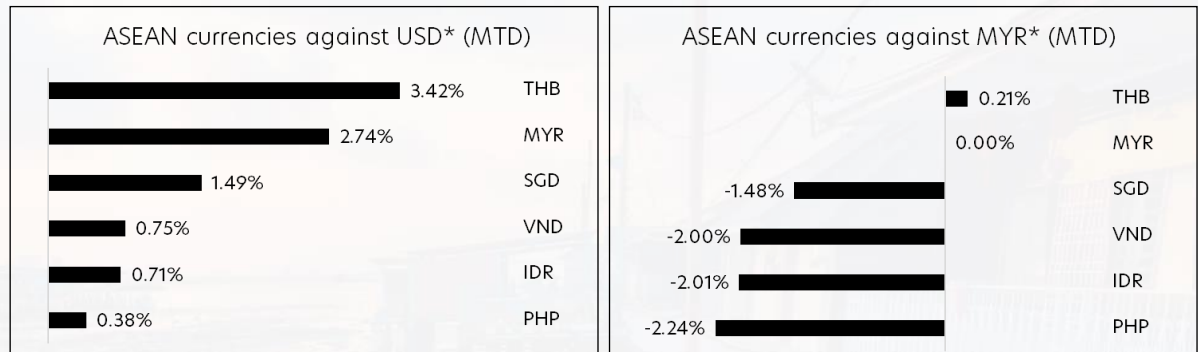 ASEAN currencies against USD* (MTD)
3.42% THB
2.74% MYR
1.49% SGD
0.75% VND
0.71% IDR
0.38% PHP
ASEAN currencies against MYR* (MTD)
0.21% THB
0.00% MYR
-1.48% SGD
-2.00% VND
-2.01% IDR
-2.24% PHP